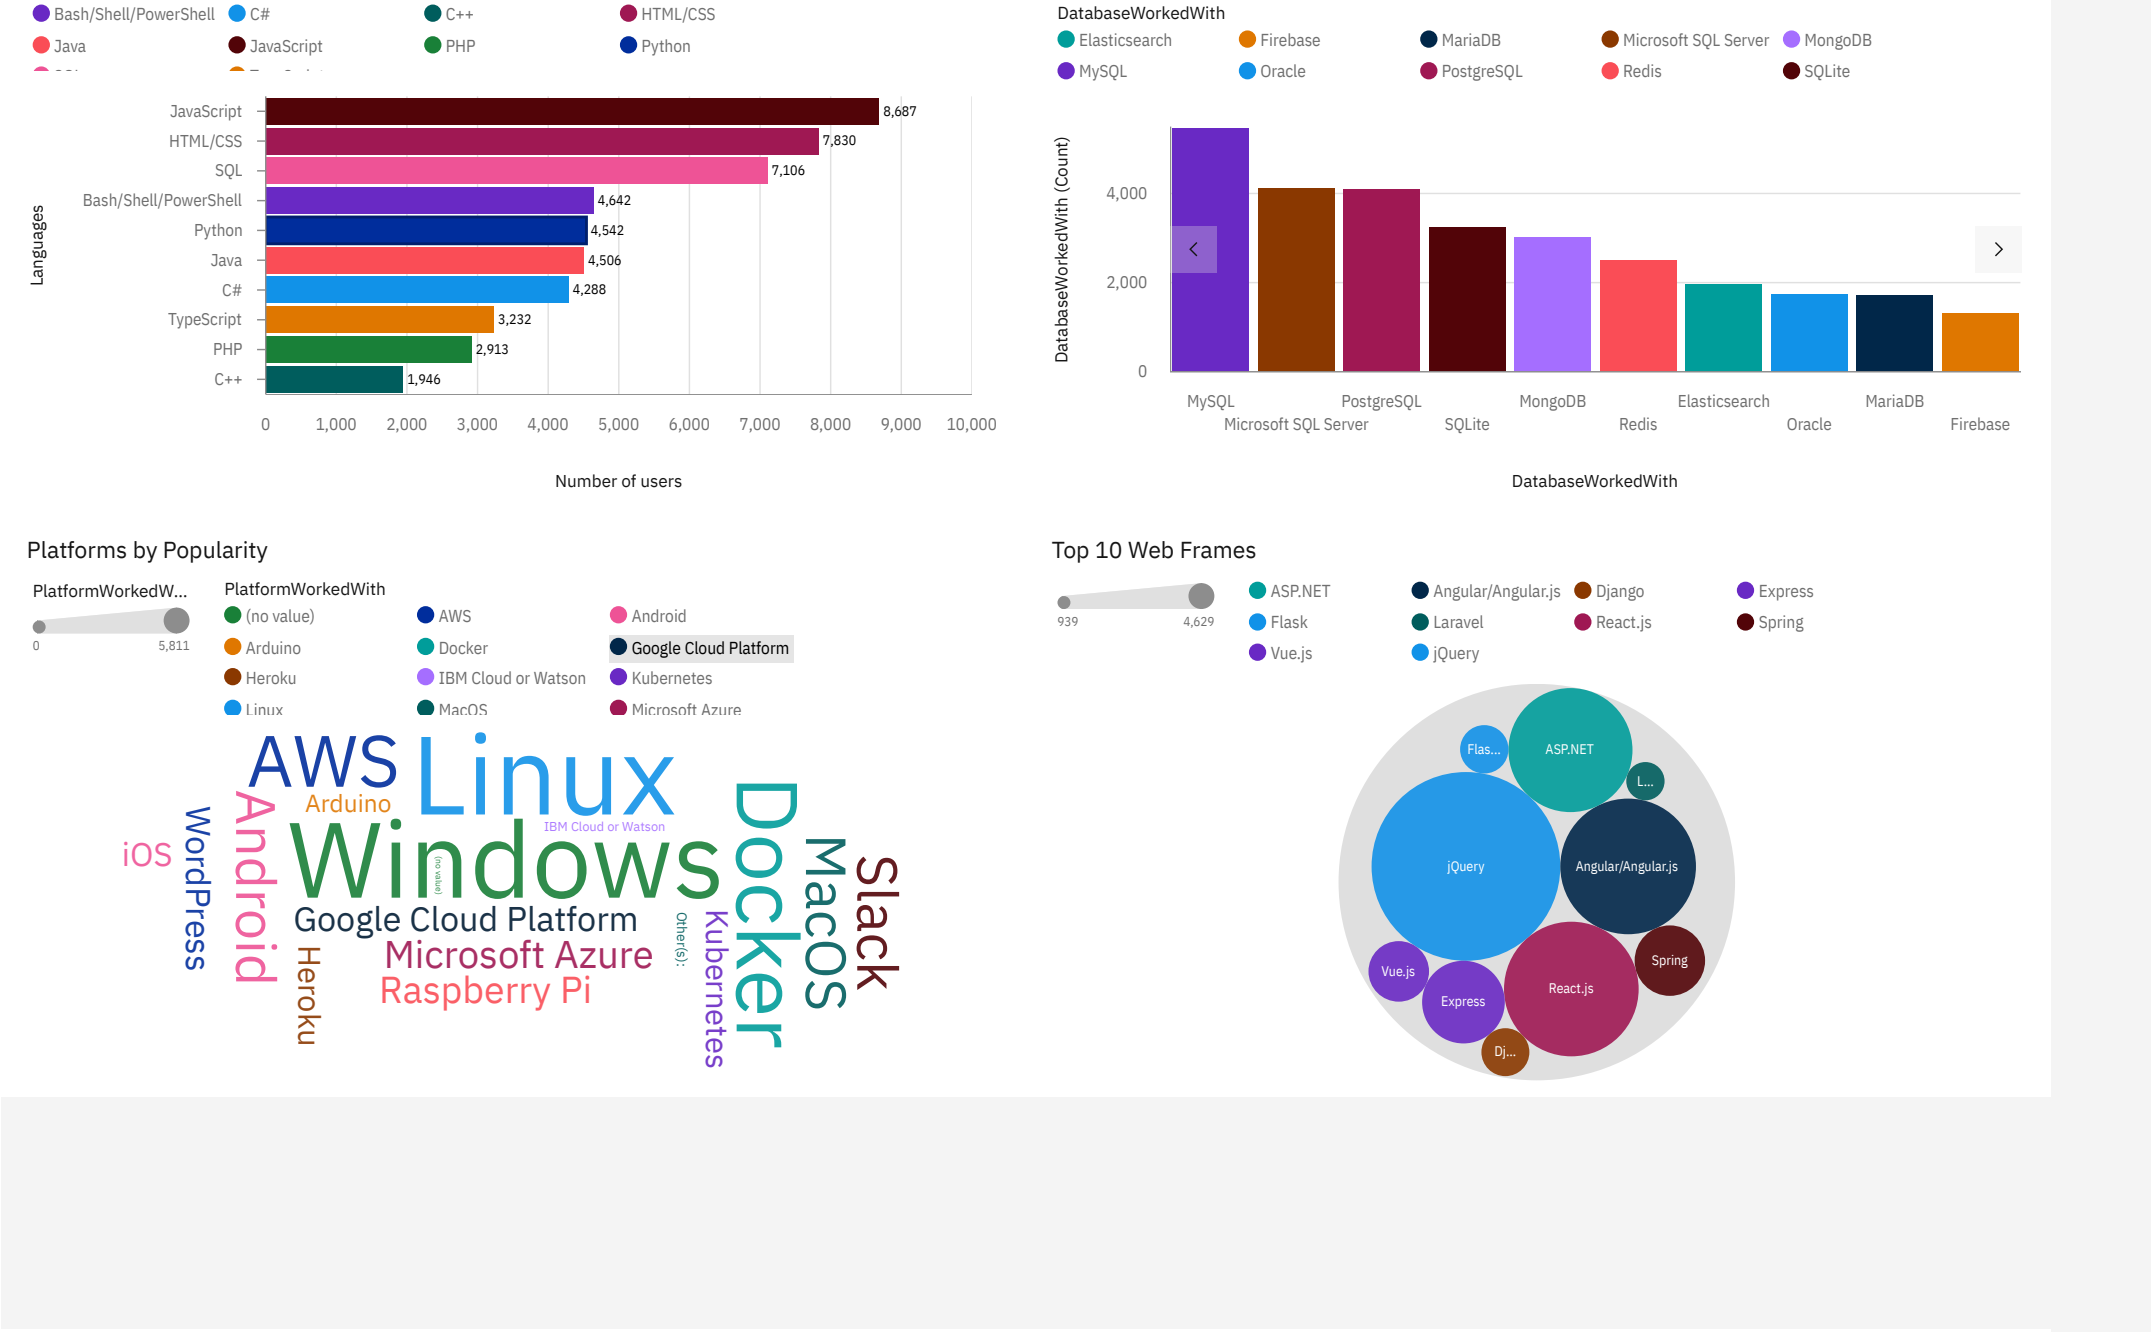 Bash/Shell/PowerShell C# C++ HTML/CSS
Java JavaScript PHP Python
Languages
JavaScript 8,687
HTML/CSS 7,830
SQL 7,106
Bash/Shell/PowerShell 4,642
Python 4,542
Java 4,506
C# 4,288
TypeScript 3,232
PHP 2,913
C++ 1,946
0 1,000 2,000 3,000 4,000 5,000 6,000 7,000 8,000 9,000 10,000
Number of users
DatabaseWorkedWith
Elasticsearch Firebase MariaDB Microsoft SQL Server MongoDB
MySQL Oracle PostgreSQL Redis SQLite
DatabaseWorkedWith (Count)
4,000
2,000
0
MySQL PostgreSQL MongoDB Elasticsearch MariaDB
Microsoft SQL Server SQLite Redis Oracle Firebase
DatabaseWorkedWith
Platforms by Popularity
PlatformWorkedW...
0 5,811
PlatformWorkedWith
(no value) AWS Android
Arduino Docker Google Cloud Platform
Heroku IBM Cloud or Watson Kubernetes
Linux MacOS Microsoft Azure
AWS
Linux
Arduino
IBM Cloud or Watson
iOS
WordPress
Android
Windows
(no value)
Docker
MacOS
Slack
Google Cloud Platform
Other(s):
Kubernetes
Microsoft Azure
Heroku
Raspberry Pi
Top 10 Web Frames
939 4,629
ASP.NET Angular/Angular.js Django Express
Flask Laravel React.js Spring
Vue.js jQuery
Flas...
ASP.NET
L...
jQuery
Angular/Angular.js
Vue.js
Express
React.js
Spring
Dj...